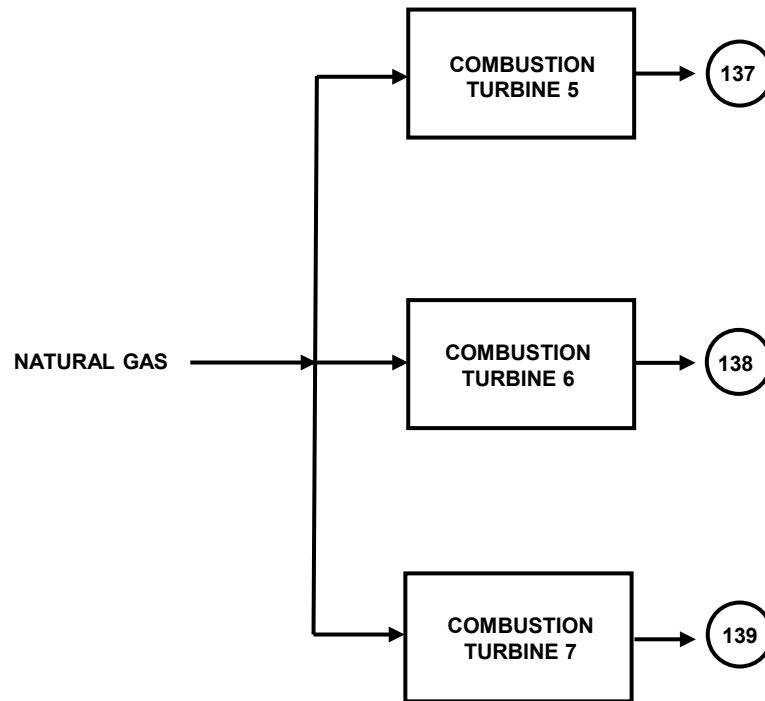 COMBUSTION
TURBINE 5
137
NATURAL GAS
COMBUSTION
TURBINE 6
138
COMBUSTION
TURBINE 7
139